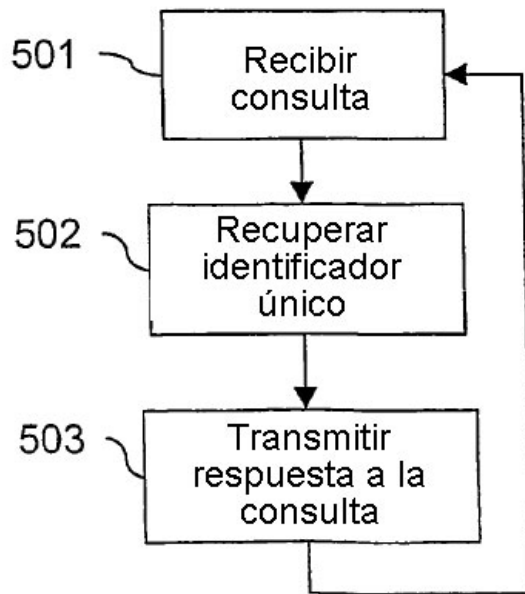 501
Recibir
consulta
502
Recuperar
identificador
único
503
Transmitir
respuesta a la
consulta